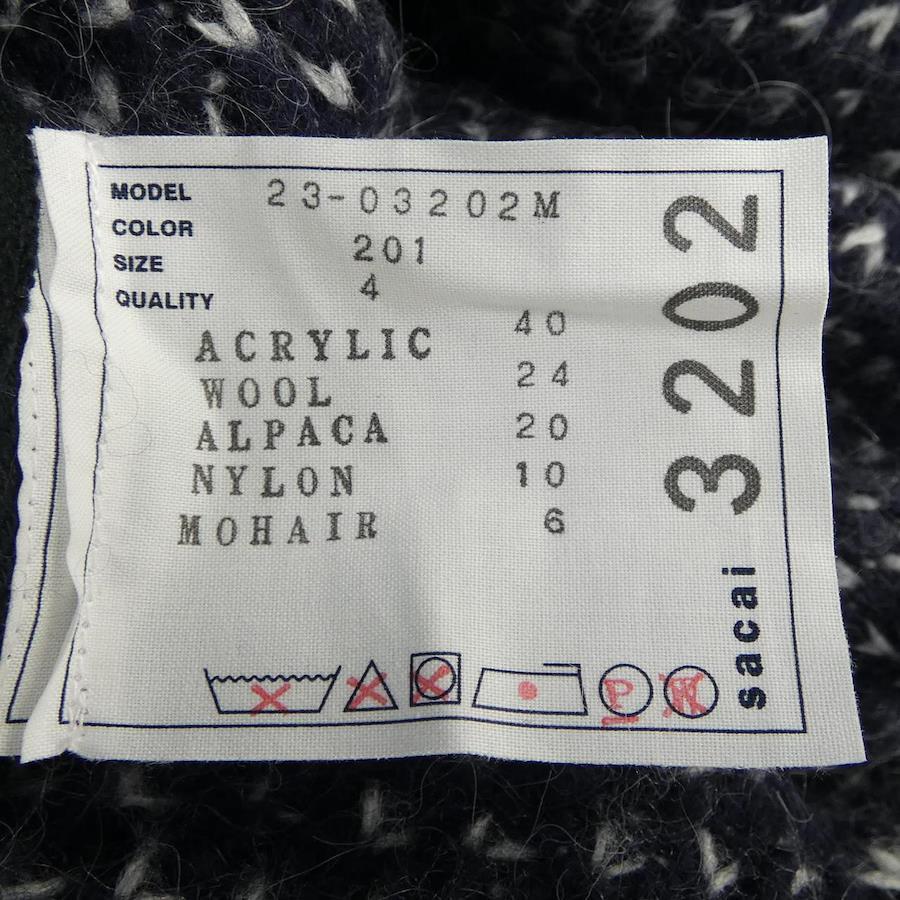 MODEL 23-03202M
COLOR 201
SIZE 4
QUALITY
ACRYLIC 40
WOOL 24
ALPACA 20
NYLON 10
MOHAIR 6
P W
3202
sacai